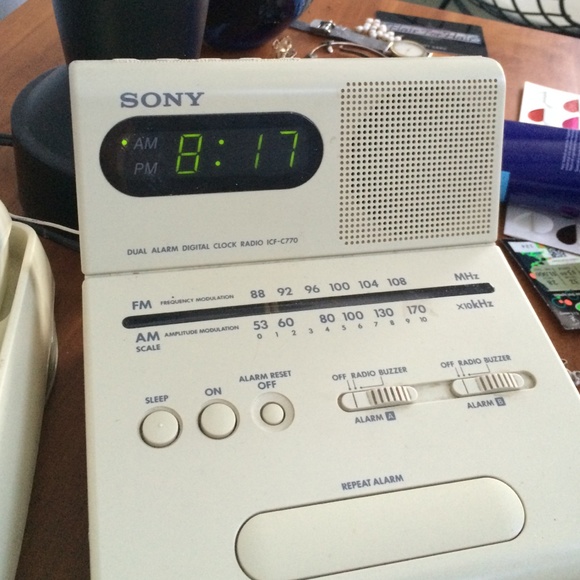 SONY
AM
8:17
PM
DUAL ALARM DIGITAL CLOCK RADIO ICF-C770
FM FREQUENCY MODULATION 88 92 96 100 104 108 MHz
AM AMPLITUDE MODULATION 53 60 80 100 130 170 x10kHz
SCALE 0 1 2 3 4 5 6 7 8 9 10
SLEEP
ON
ALARM RESET
OFF
OFF RADIO BUZZER
ALARM A
OFF RADIO BUZZER
ALARM B
REPEAT ALARM